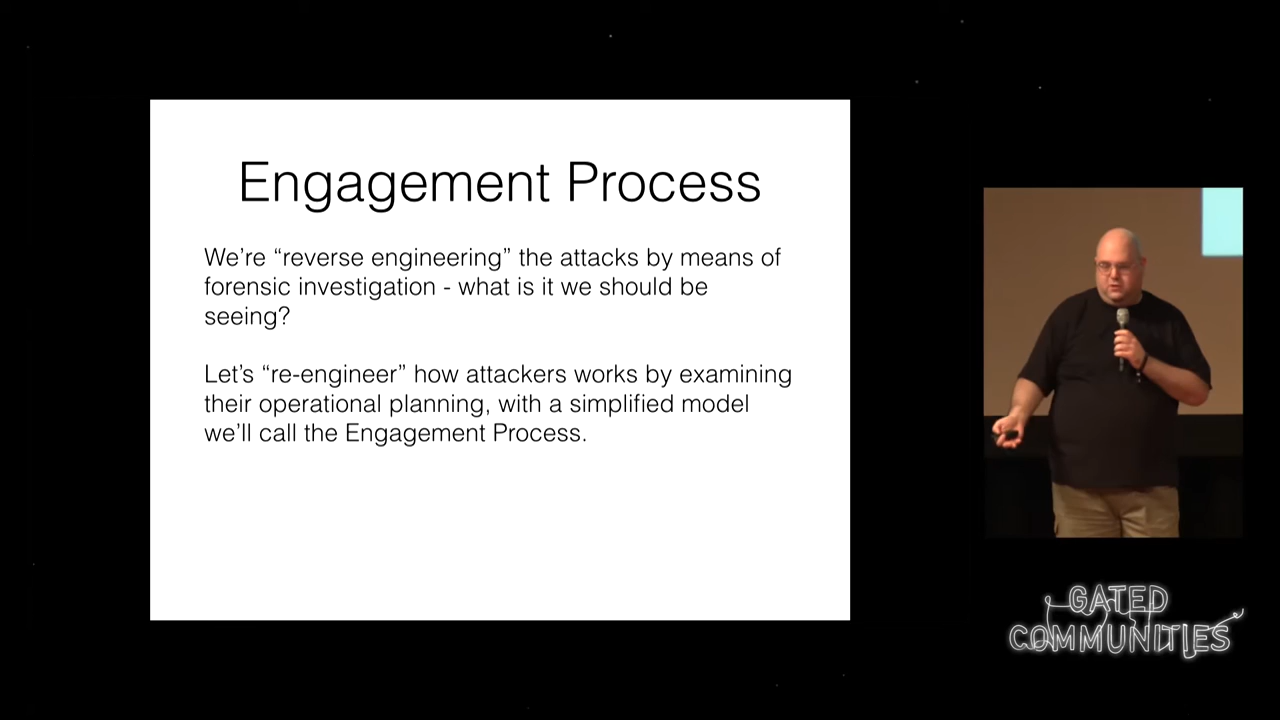 Engagement Process
We're “reverse engineering” the attacks by means of
forensic investigation - what is it we should be
seeing?
Let's “re-engineer” how attackers works by examining
their operational planning, with a simplified model
we'll call the Engagement Process.
GATED
COMMUNITIES